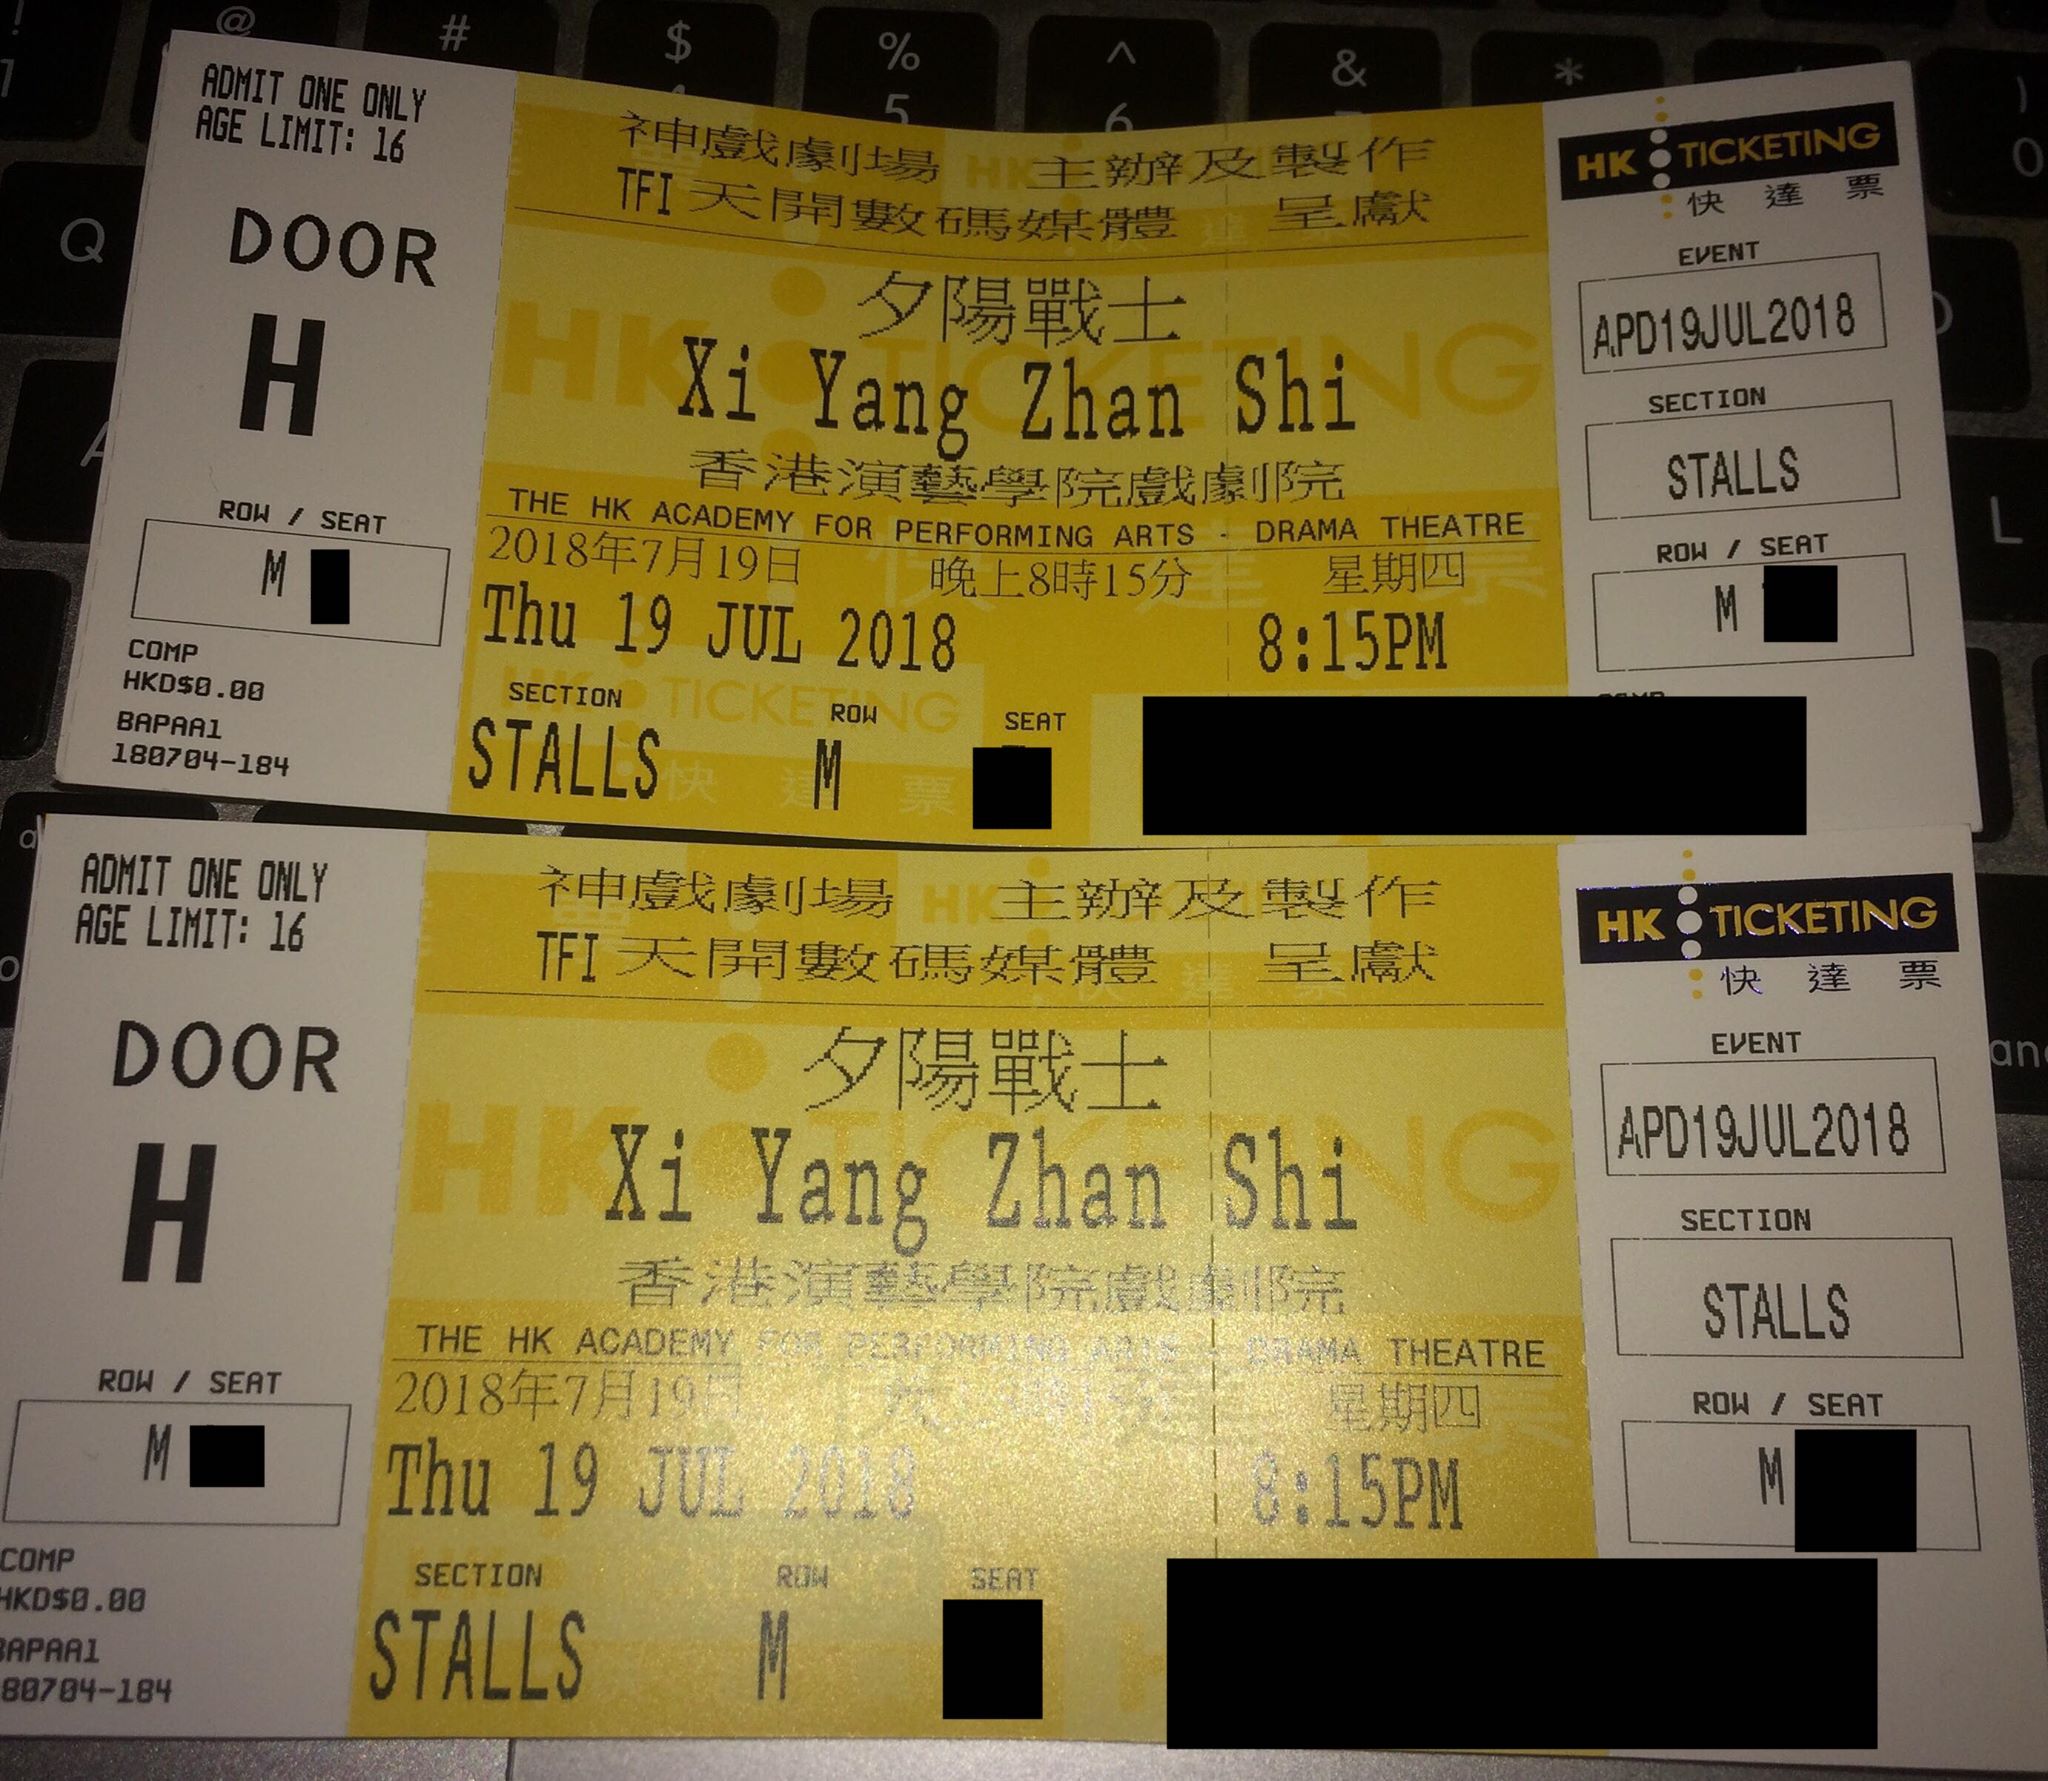 ADMIT ONE ONLY
AGE LIMIT: 16
DOOR
H
ROW / SEAT
M
COMP
HKD$0.00
BAPAA1
180704-184
神戲劇場 主辦及製作
TFI 天開數碼媒體 呈獻
夕陽戰士
Xi Yang Zhan Shi
香港演藝學院戲劇院
THE HK ACADEMY FOR PERFORMING ARTS - DRAMA THEATRE
2018年7月19日 晚上8時15分 星期四
Thu 19 JUL 2018 8:15PM
SECTION ROW SEAT
STALLS M
HK TICKETING
快達票
EVENT
APD19JUL2018
SECTION
STALLS
ROW / SEAT
M
ADMIT ONE ONLY
AGE LIMIT: 16
DOOR
H
ROW / SEAT
M
COMP
HKD$0.00
BAPAA1
80704-184
神戲劇場 主辦及製作
TFI 天開數碼媒體 呈獻
夕陽戰士
Xi Yang Zhan Shi
香港演藝學院戲劇院
THE HK ACADEMY FOR PERFORMING ARTS - DRAMA THEATRE
2018年7月19日 星期四
Thu 19 JUL 2018 8:15PM
SECTION ROW SEAT
STALLS M
HK TICKETING
快達票
EVENT
APD19JUL2018
SECTION
STALLS
ROW / SEAT
M